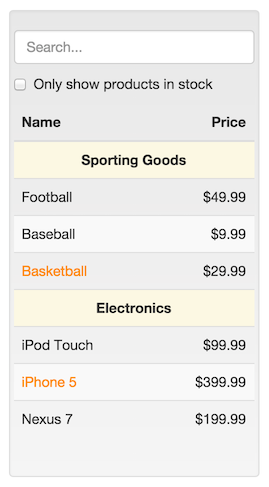 Search...
Only show products in stock
Name Price
Sporting Goods
Football $49.99
Baseball $9.99
Basketball $29.99
Electronics
iPod Touch $99.99
iPhone 5 $399.99
Nexus 7 $199.99